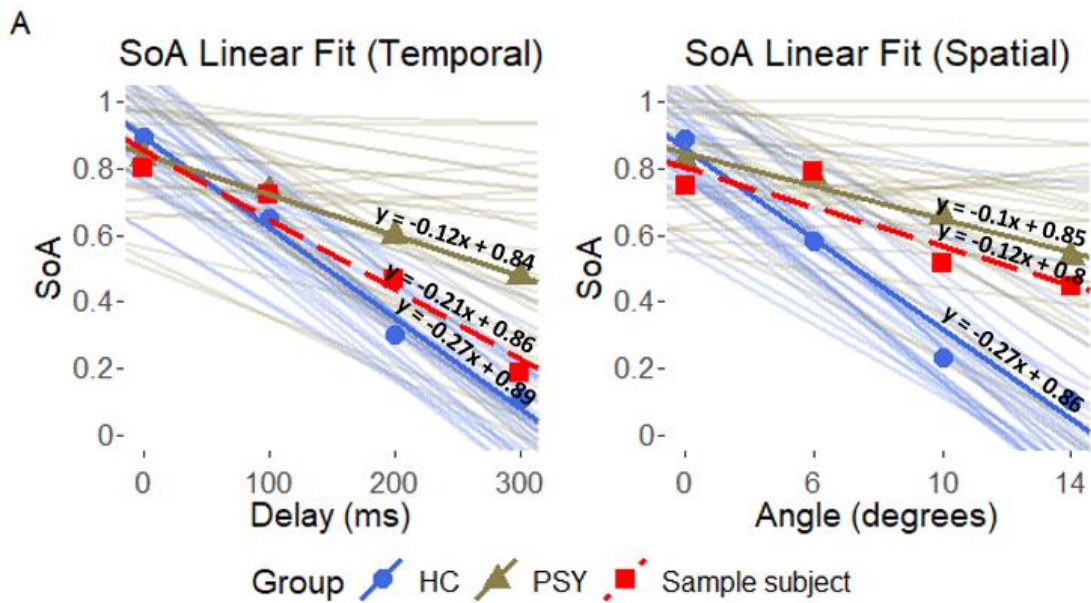 A
SoA Linear Fit (Temporal)
SoA
1
0.8
0.6
0.4
0.2
0
y = -0.12x + 0.84
y = -0.21x + 0.86
y = -0.27x + 0.89
0 100 200 300
Delay (ms)
SoA Linear Fit (Spatial)
SoA
1
0.8
0.6
0.4
0.2
0
y = -0.1x + 0.85
y = -0.12x + 0.8
y = -0.27x + 0.86
0 6 10 14
Angle (degrees)
Group HC PSY Sample subject